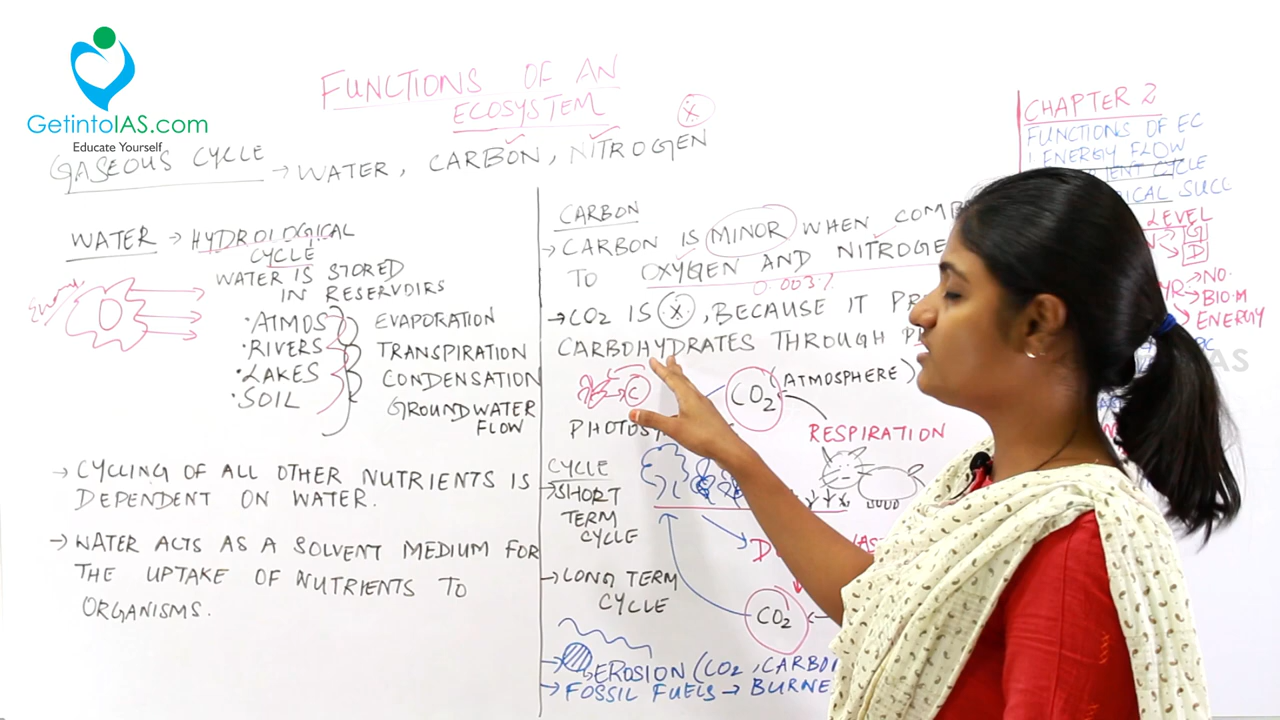 GetintoIAS.com
Educate Yourself
FUNCTIONS OF AN
ECOSYSTEM
GASEOUS CYCLE → WATER, CARBON, NITROGEN
WATER → HYDROLOGICAL
CYCLE
WATER IS STORED
IN RESERVOIRS
• ATMOS
• RIVERS
• LAKES
• SOIL
EVAPORATION
TRANSPIRATION
CONDENSATION
GROUNDWATER
FLOW
→ CYCLING OF ALL OTHER NUTRIENTS IS
DEPENDENT ON WATER.
→ WATER ACTS AS A SOLVENT MEDIUM FOR
THE UPTAKE OF NUTRIENTS TO
ORGANISMS.
CARBON
→ CARBON IS MINOR WHEN
TO OXYGEN AND
0.003%
→ CO2 IS, BECAUSE IT
CARBOHYDRATES THROUGH
C
CO2
ATMOSPHERE
RESPIRATION
CYCLE
→ SHORT
TERM
CYCLE
→ LONG TERM
CYCLE
CO2
→ EROSION (CO2,
→ FOSSIL FUELS →
CHAPTER 2
FUNCTIONS OF EC
1 ENERGY FLOW
CYCLE
LEVEL
G
D
NO.
BIO.M
ENERGY